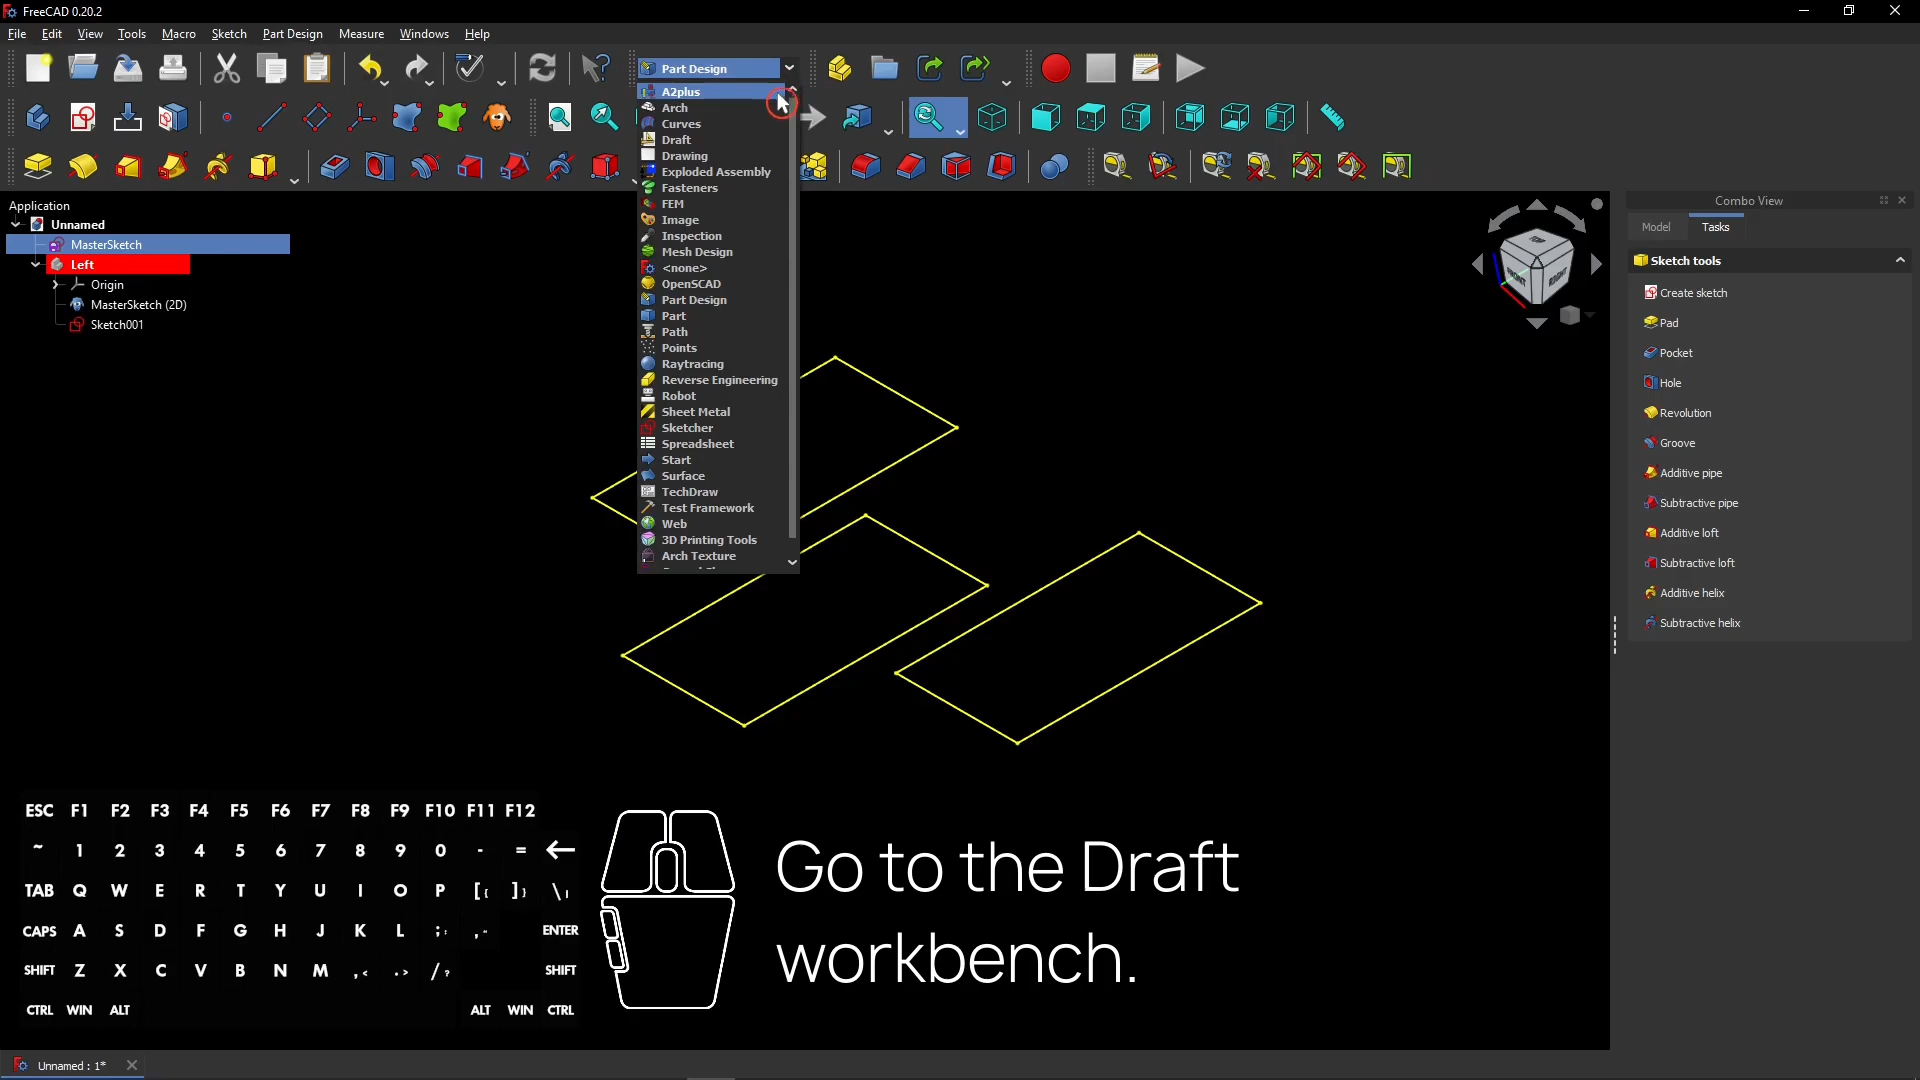 FreeCAD 0.20.2
File Edit View Tools Macro Sketch Part Design Measure Windows Help
Part Design
A2plus
Arch
Curves
Draft
Drawing
Exploded Assembly
Fasteners
FEM
Image
Inspection
Mesh Design
<none>
OpenSCAD
Part Design
Part
Path
Points
Raytracing
Reverse Engineering
Robot
Sheet Metal
Sketcher
Spreadsheet
Start
Surface
TechDraw
Test Framework
Web
3D Printing Tools
Arch Texture
Application
Unnamed
MasterSketch
Left
Origin
MasterSketch (2D)
Sketch001
FRONT
RIGHT
Combo View
Model Tasks
Sketch tools
Create sketch
Pad
Pocket
Hole
Revolution
Groove
Additive pipe
Subtractive pipe
Additive loft
Subtractive loft
Additive helix
Subtractive helix
ESC F1 F2 F3 F4 F5 F6 F7 F8 F9 F10 F11 F12
~ 1 2 3 4 5 6 7 8 9 0 - = ←
TAB Q W E R T Y U I O P [{ ]} \|
CAPS A S D F G H J K L ;: ," ENTER
SHIFT Z X C V B N M ,< .> /? SHIFT
CTRL WIN ALT ALT WIN CTRL
Go to the Draft
workbench.
Unnamed : 1*